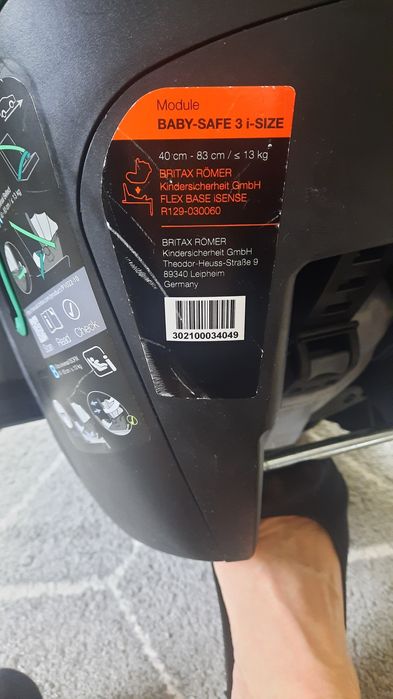 Module
BABY-SAFE 3 i-SIZE
40 cm - 83 cm / ≤ 13 kg
BRITAX RÖMER
Kindersicherheit GmbH
FLEX BASE iSENSE
R129-030060
BRITAX RÖMER
Kindersicherheit GmbH
Theodor-Heuss-Straße 9
89340 Leipheim
Germany
302100034049
Scan
Read
Check